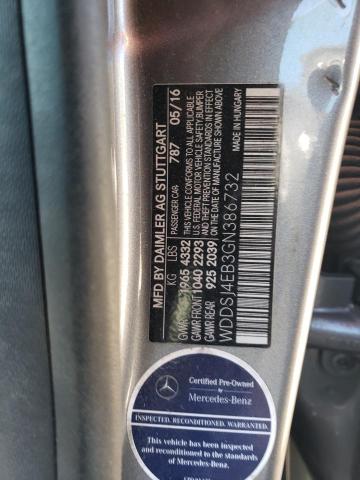 MFD BY DAIMLER AG STUTTGART
PASSENGER CAR 787 05/16
THIS VEHICLE CONFORMS TO ALL APPLICABLE
U.S. FEDERAL MOTOR VEHICLE SAFETY, BUMPER
AND THEFT PREVENTION STANDARDS IN EFFECT
ON THE DATE OF MANUFACTURE SHOWN ABOVE
MADE IN HUNGARY
KG LBS
GVWR 1965 4332
GAWR FRONT 1040 2293
GAWR REAR 925 2039
WDDSJ4EB3GN386732
Certified Pre-Owned
by
Mercedes-Benz
INSPECTED. RECONDITIONED. WARRANTED.
This vehicle has been inspected
and reconditioned to exacting
Mercedes-Benz standards.